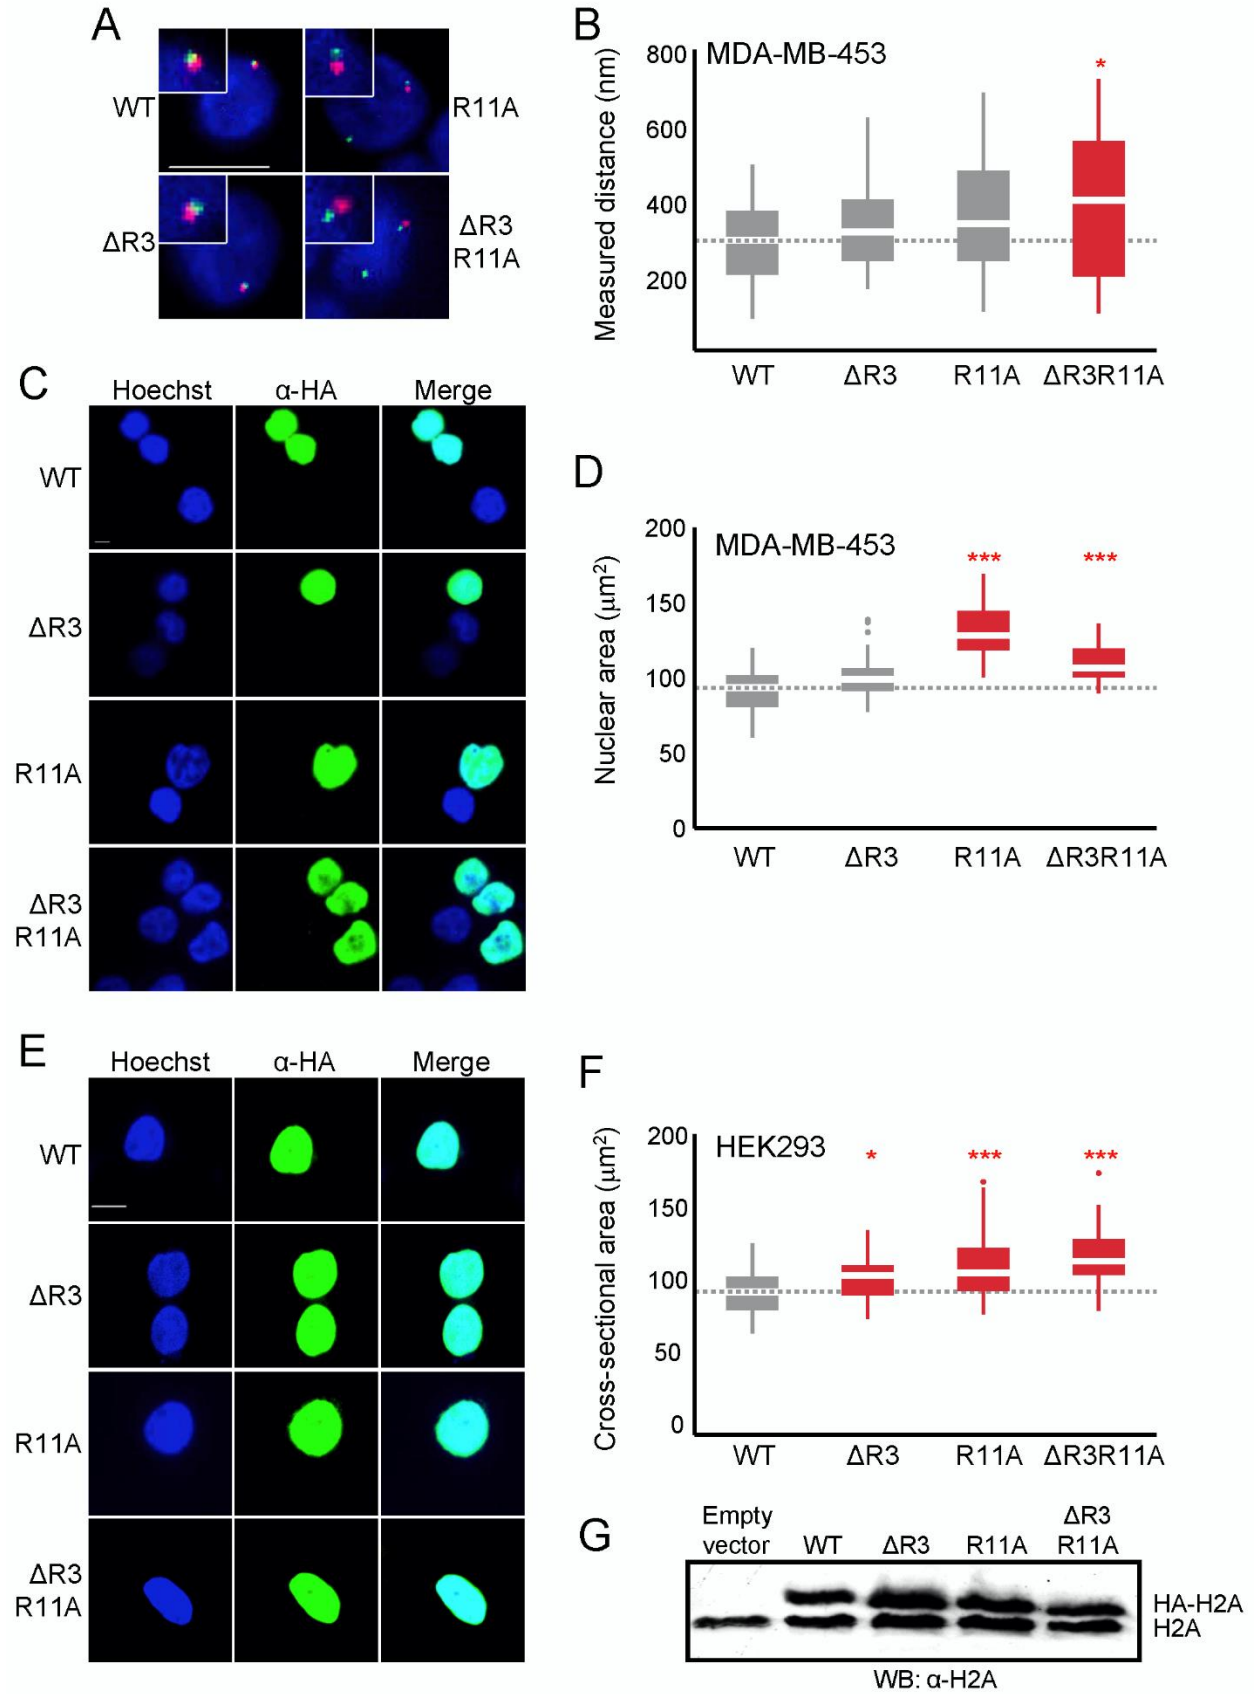 A
WT
R11A
ΔR3
ΔR3
R11A
B
MDA-MB-453
Measured distance (nm)
800
600
400
200
*
WT ΔR3 R11A ΔR3R11A
C
Hoechst α-HA Merge
WT
ΔR3
R11A
ΔR3
R11A
D
MDA-MB-453
Nuclear area (μm²)
200
150
100
50
0
*** ***
WT ΔR3 R11A ΔR3R11A
E
Hoechst α-HA Merge
WT
ΔR3
R11A
ΔR3
R11A
F
HEK293
Cross-sectional area (μm²)
200
150
100
50
0
* *** ***
WT ΔR3 R11A ΔR3R11A
G
Empty
vector
WT
ΔR3
R11A
ΔR3
R11A
HA-H2A
H2A
WB: α-H2A